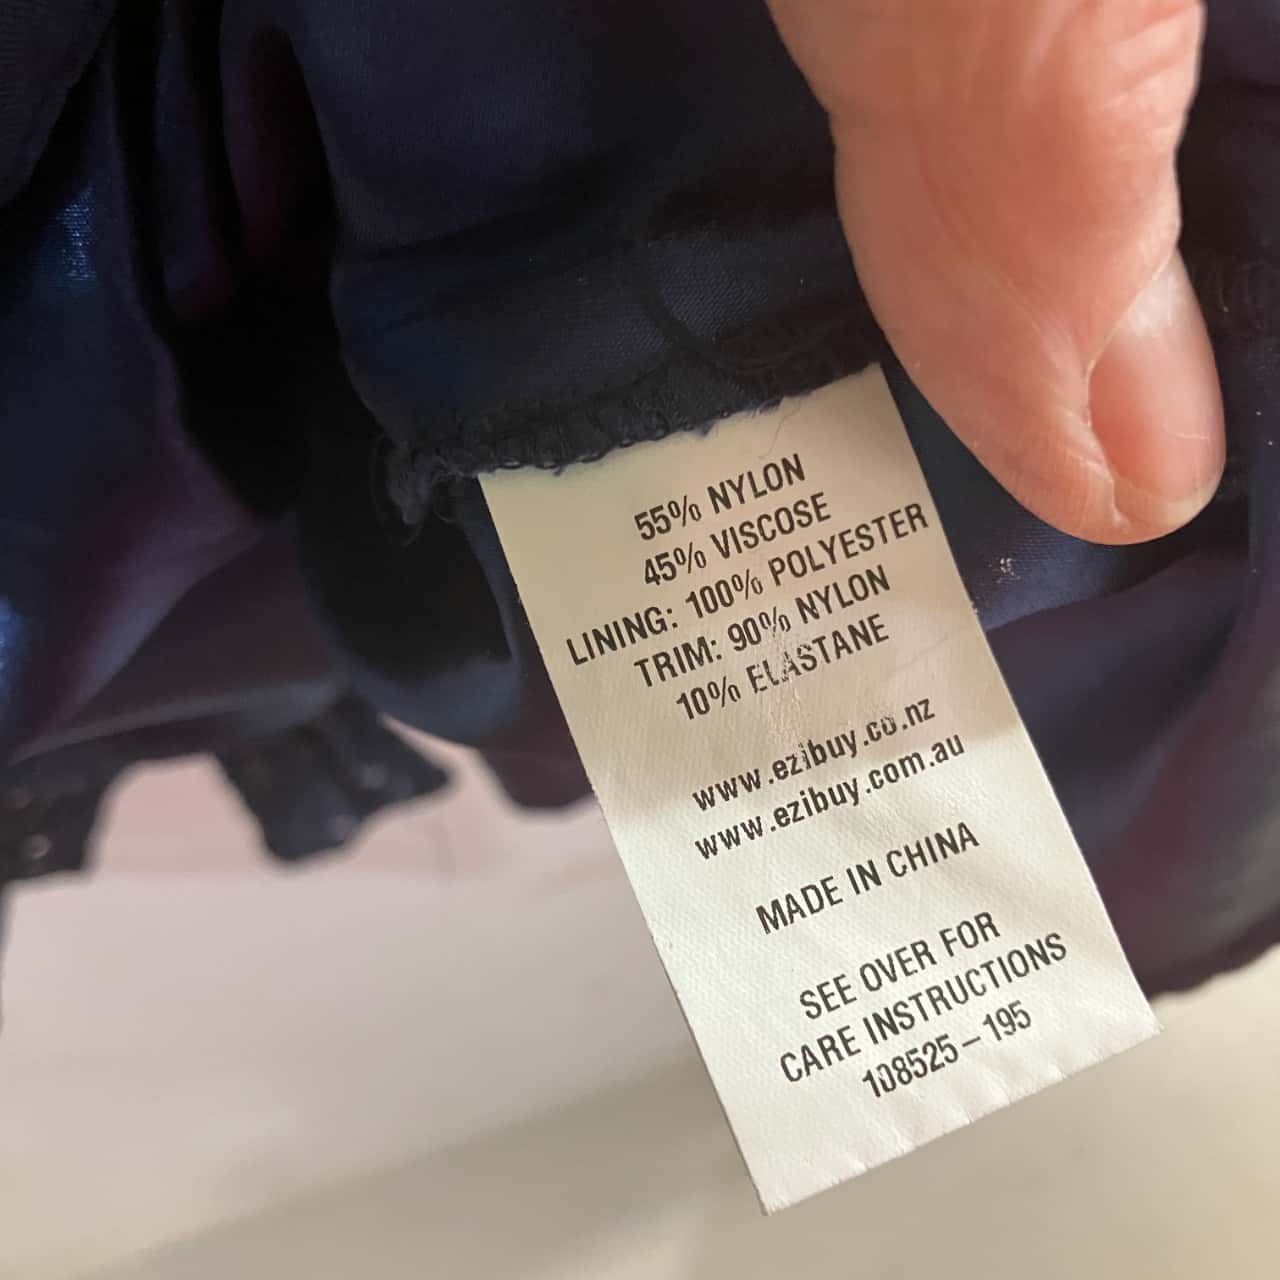 55% NYLON
45% VISCOSE
LINING: 100% POLYESTER
TRIM: 90% NYLON
10% ELASTANE
www.ezibuy.co.nz
www.ezibuy.com.au
MADE IN CHINA
SEE OVER FOR
CARE INSTRUCTIONS
108525–195